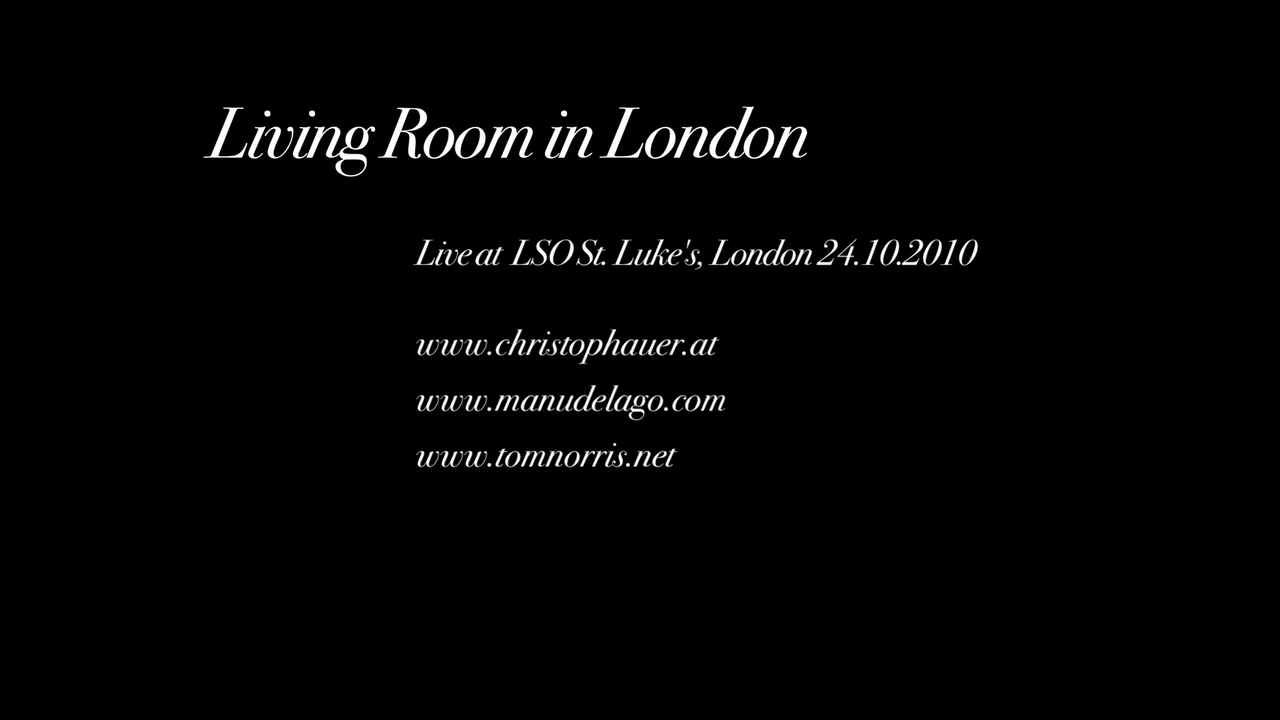 Living Room in London
Live at LSO St. Luke's, London 24.10.2010
www.christophauer.at
www.manudelago.com
www.tomnorris.net